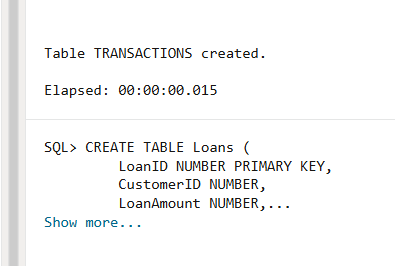 Table TRANSACTIONS created.
Elapsed: 00:00:00.015
SQL> CREATE TABLE Loans (
LoanID NUMBER PRIMARY KEY,
CustomerID NUMBER,
LoanAmount NUMBER,...
Show more...